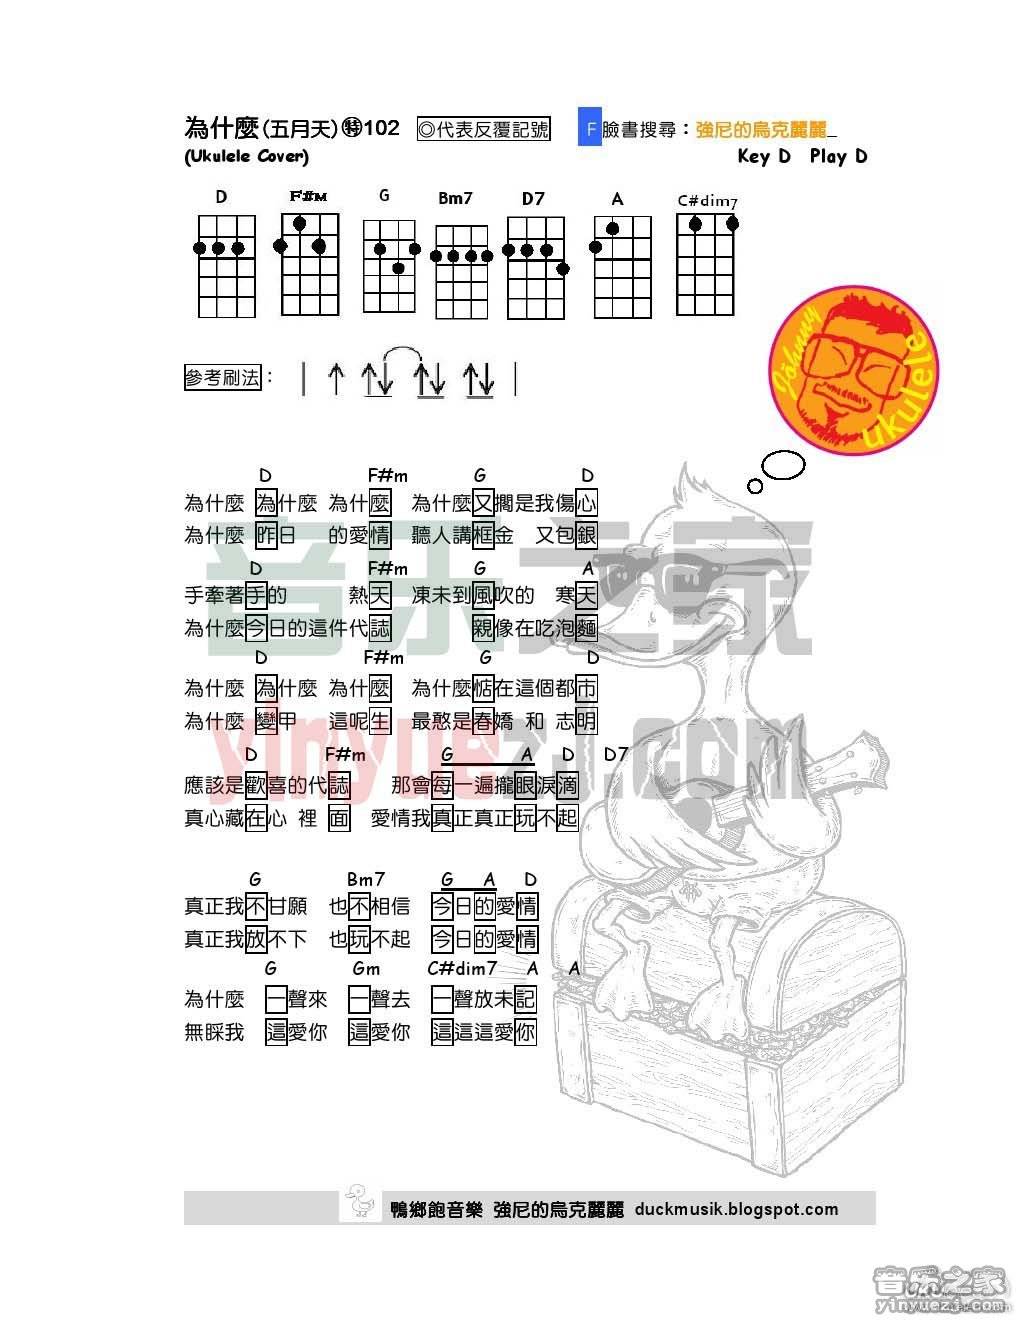 為什麼(五月天)㊕102 ◎代表反覆記號 F 臉書搜尋：強尼的烏克麗麗_
(Ukulele Cover) Key D Play D
D F#M G Bm7 D7 A C#dim7
Johnny ukulele
參考刷法：
D F#m G D
為什麼 為什麼 為什麼 為什麼又擱是我傷心
為什麼 昨日 的愛情 聽人講框金 又包銀
D F#m G A
手牽著手的 熱天 凍未到風吹的 寒天
為什麼今日的這件代誌 親像在吃泡麵
D F#m G D
為什麼 為什麼 為什麼 為什麼惦在這個都市
為什麼 變甲 這呢生 最憨是春嬌 和 志明
D F#m G A D D7
應該是歡喜的代誌 那會每一遍攏眼淚滴
真心藏在心 裡 面 愛情我真正真正玩不起
G Bm7 G A D
真正我不甘願 也不相信 今日的愛情
真正我放不下 也玩不起 今日的愛情
G Gm C#dim7 A A
為什麼 一聲來 一聲去 一聲放未記
無睬我 這愛你 這愛你 這這這愛你
音乐之家
yinyuezj.com
鴨鄉飽音樂 強尼的烏克麗麗 duckmusik.blogspot.com
音乐之家
yinyuezj.com